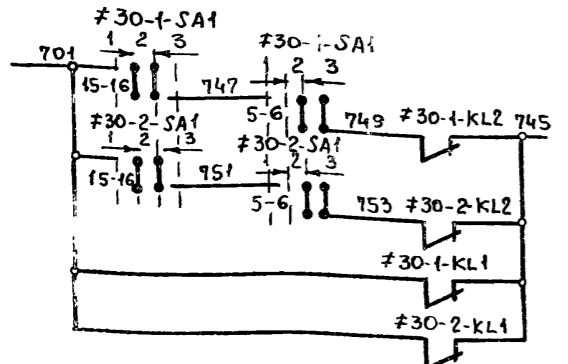 ≠30-1-SA1
1 2 3
≠30-1-SA1
701
1 2 3
15-16
747
5-6
749
≠30-1-KL2
745
≠30-2-SA1
≠30-2-SA1
1 2 3
1 2 3
15-16
751
5-6
753
≠30-2-KL2
≠30-1-KL1
≠30-2-KL1